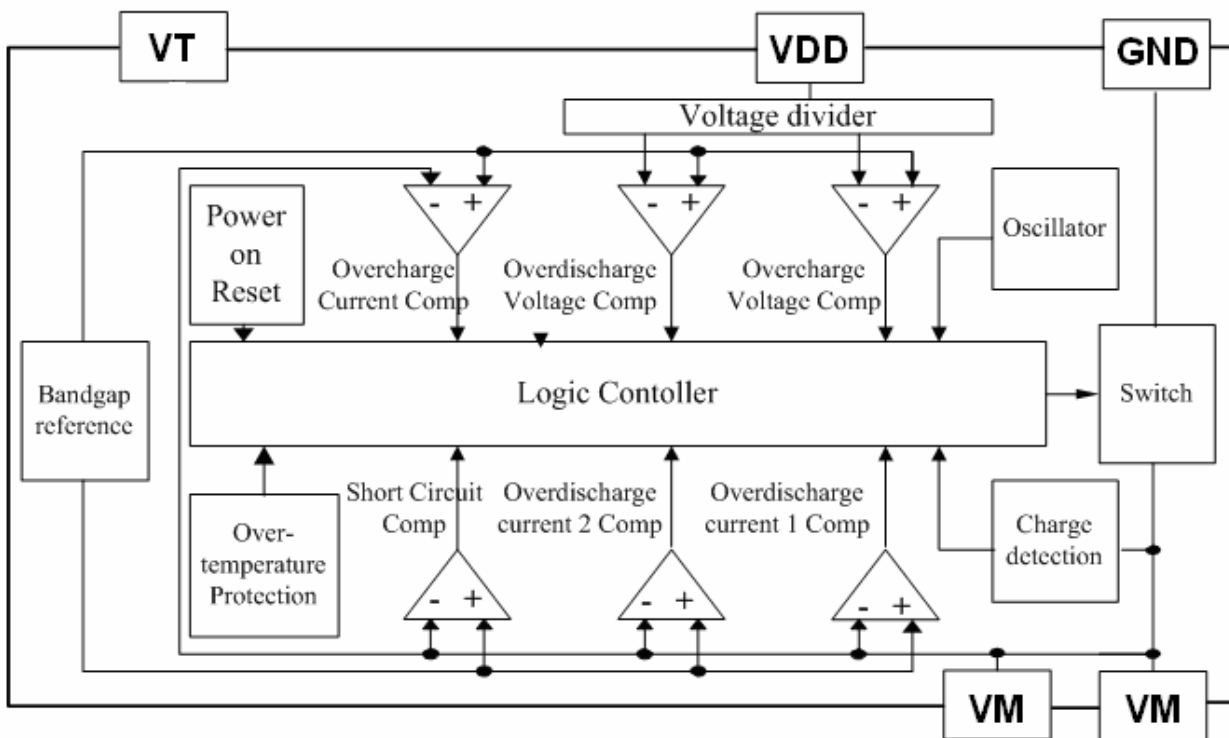 VT
VDD
GND
Voltage divider
- +
- +
- +
Power
on
Reset
Oscillator
Overcharge
Current Comp
Overdischarge
Voltage Comp
Overcharge
Voltage Comp
Bandgap
reference
Logic Contoller
Switch
Short Circuit
Comp
Overdischarge
current 2 Comp
Overdischarge
current 1 Comp
Over-
temperature
Protection
Charge
detection
- +
- +
- +
VM
VM